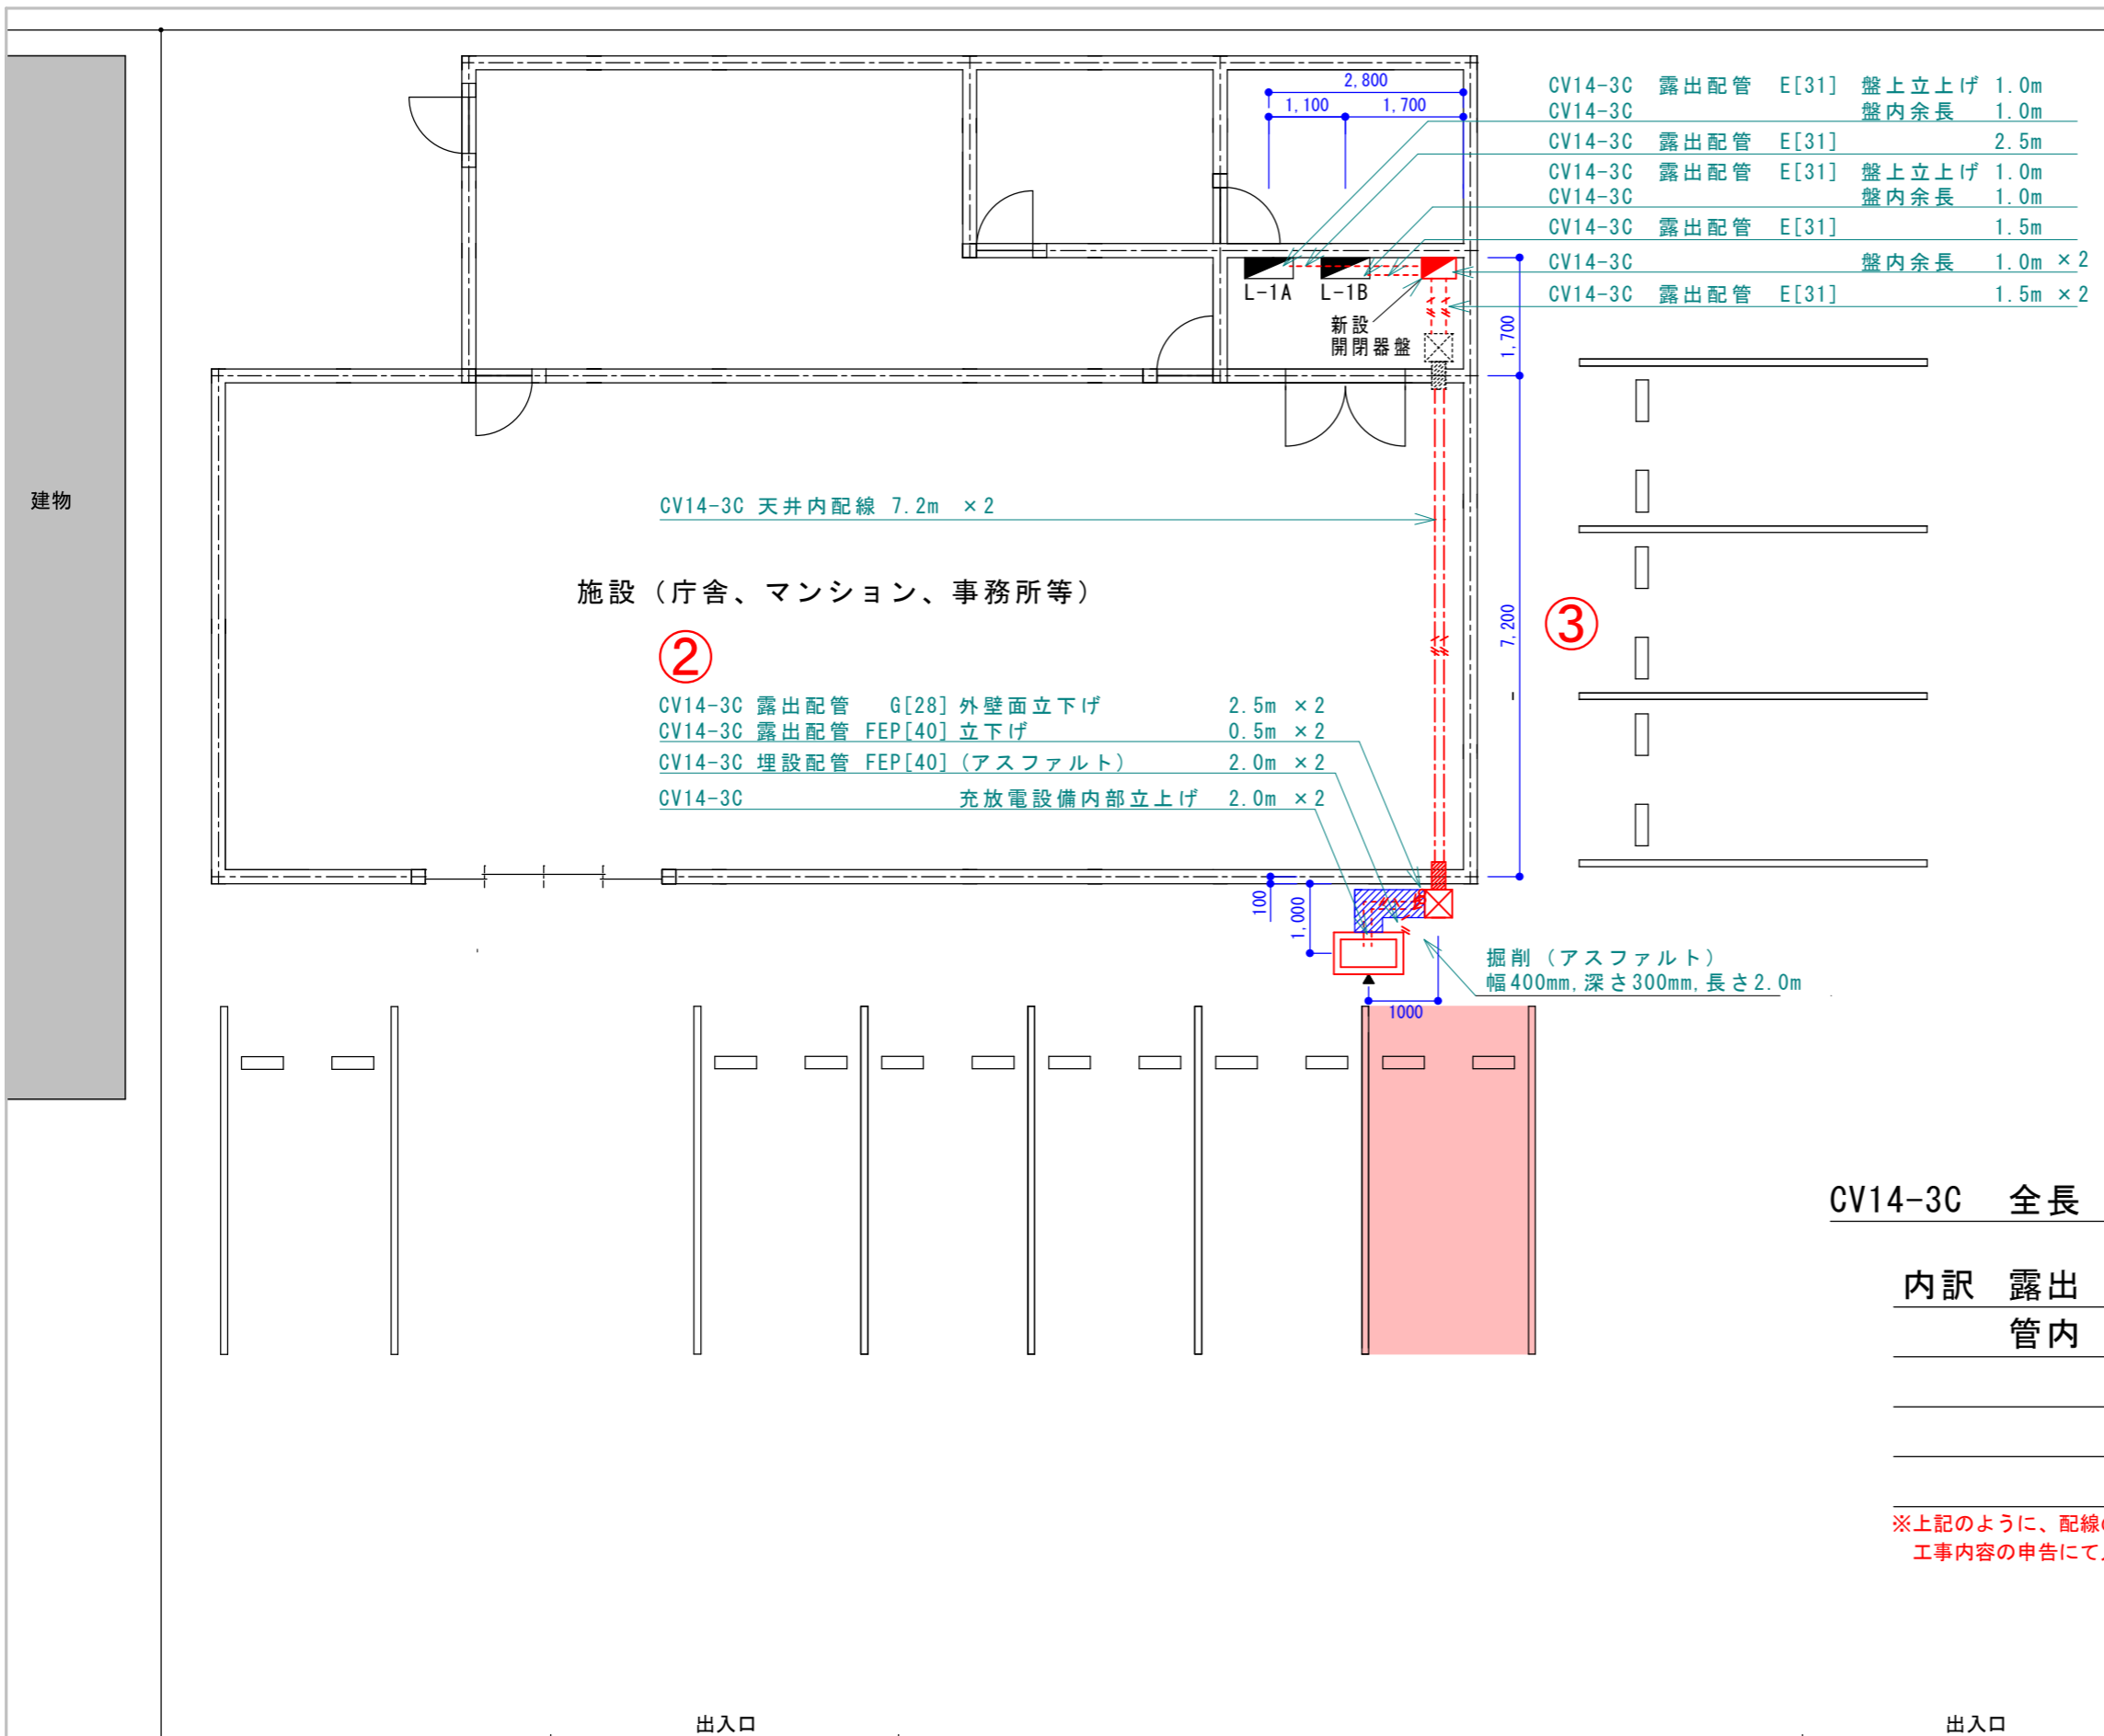 2,800
1,100 1,700
CV14-3C 露出配管 E[31] 盤上立上げ 1.0m
CV14-3C 盤内余長 1.0m
CV14-3C 露出配管 E[31] 2.5m
CV14-3C 露出配管 E[31] 盤上立上げ 1.0m
CV14-3C 盤内余長 1.0m
CV14-3C 露出配管 E[31] 1.5m
CV14-3C 盤内余長 1.0m ×2
CV14-3C 露出配管 E[31] 1.5m ×2
L-1A L-1B
新設
開閉器盤
1,700
建物
CV14-3C 天井内配線 7.2m ×2
施設(庁舎、マンション、事務所等)
7,200
③
②
CV14-3C 露出配管 G[28] 外壁面立下げ 2.5m ×2
CV14-3C 露出配管 FEP[40] 立下げ 0.5m ×2
CV14-3C 埋設配管 FEP[40] (アスファルト) 2.0m ×2
CV14-3C 充放電設備内部立上げ 2.0m ×2
100
1,000
掘削(アスファルト)
幅400mm,深さ300mm,長さ2.0m
1000
CV14-3C 全長
内訳 露出
管内
※上記のように、配線
工事内容の申告にて
出入口 出入口